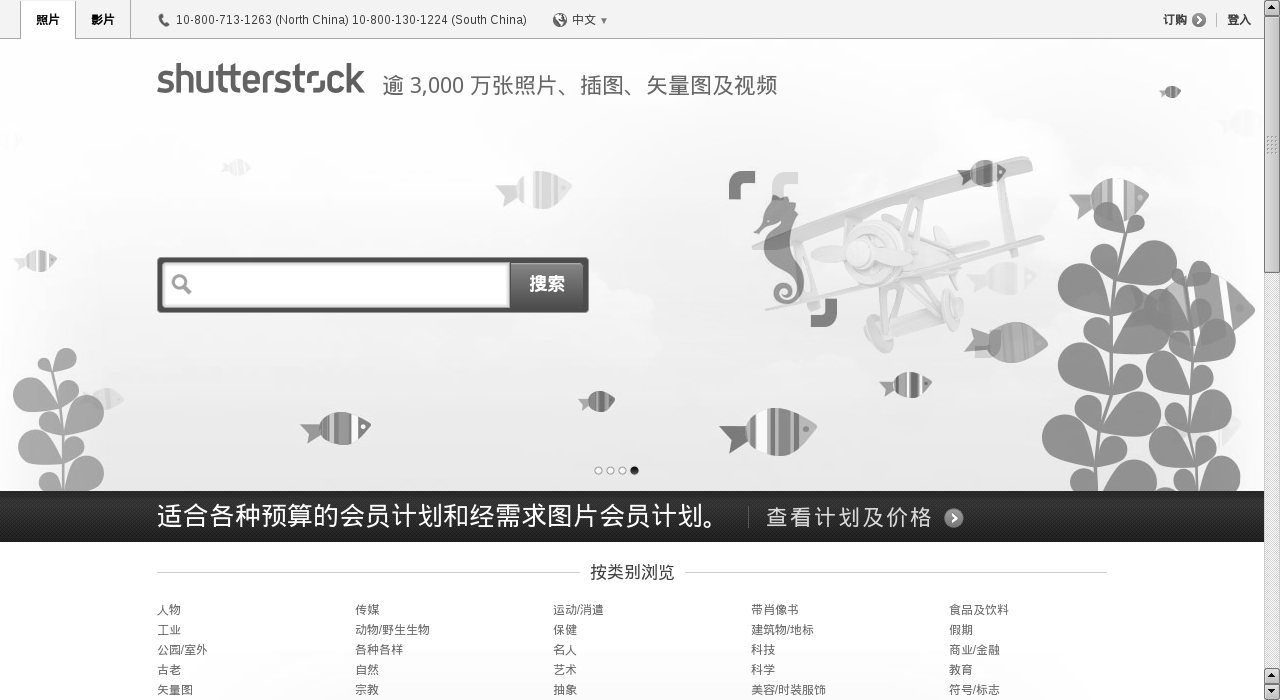 照片 影片 10-800-713-1263 (North China) 10-800-130-1224 (South China) 中文 订购 登入
shutterstock 逾 3,000 万张照片、插图、矢量图及视频
搜索
适合各种预算的会员计划和经需求图片会员计划。 查看计划及价格
按类别浏览
人物 传媒 运动/消遣 带肖像书 食品及饮料
工业 动物/野生生物 保健 建筑物/地标 假期
公园/室外 各种各样 名人 科技 商业/金融
古老 自然 艺术 科学 教育
矢量图 宗教 抽象 美容/时装服饰 符号/标志